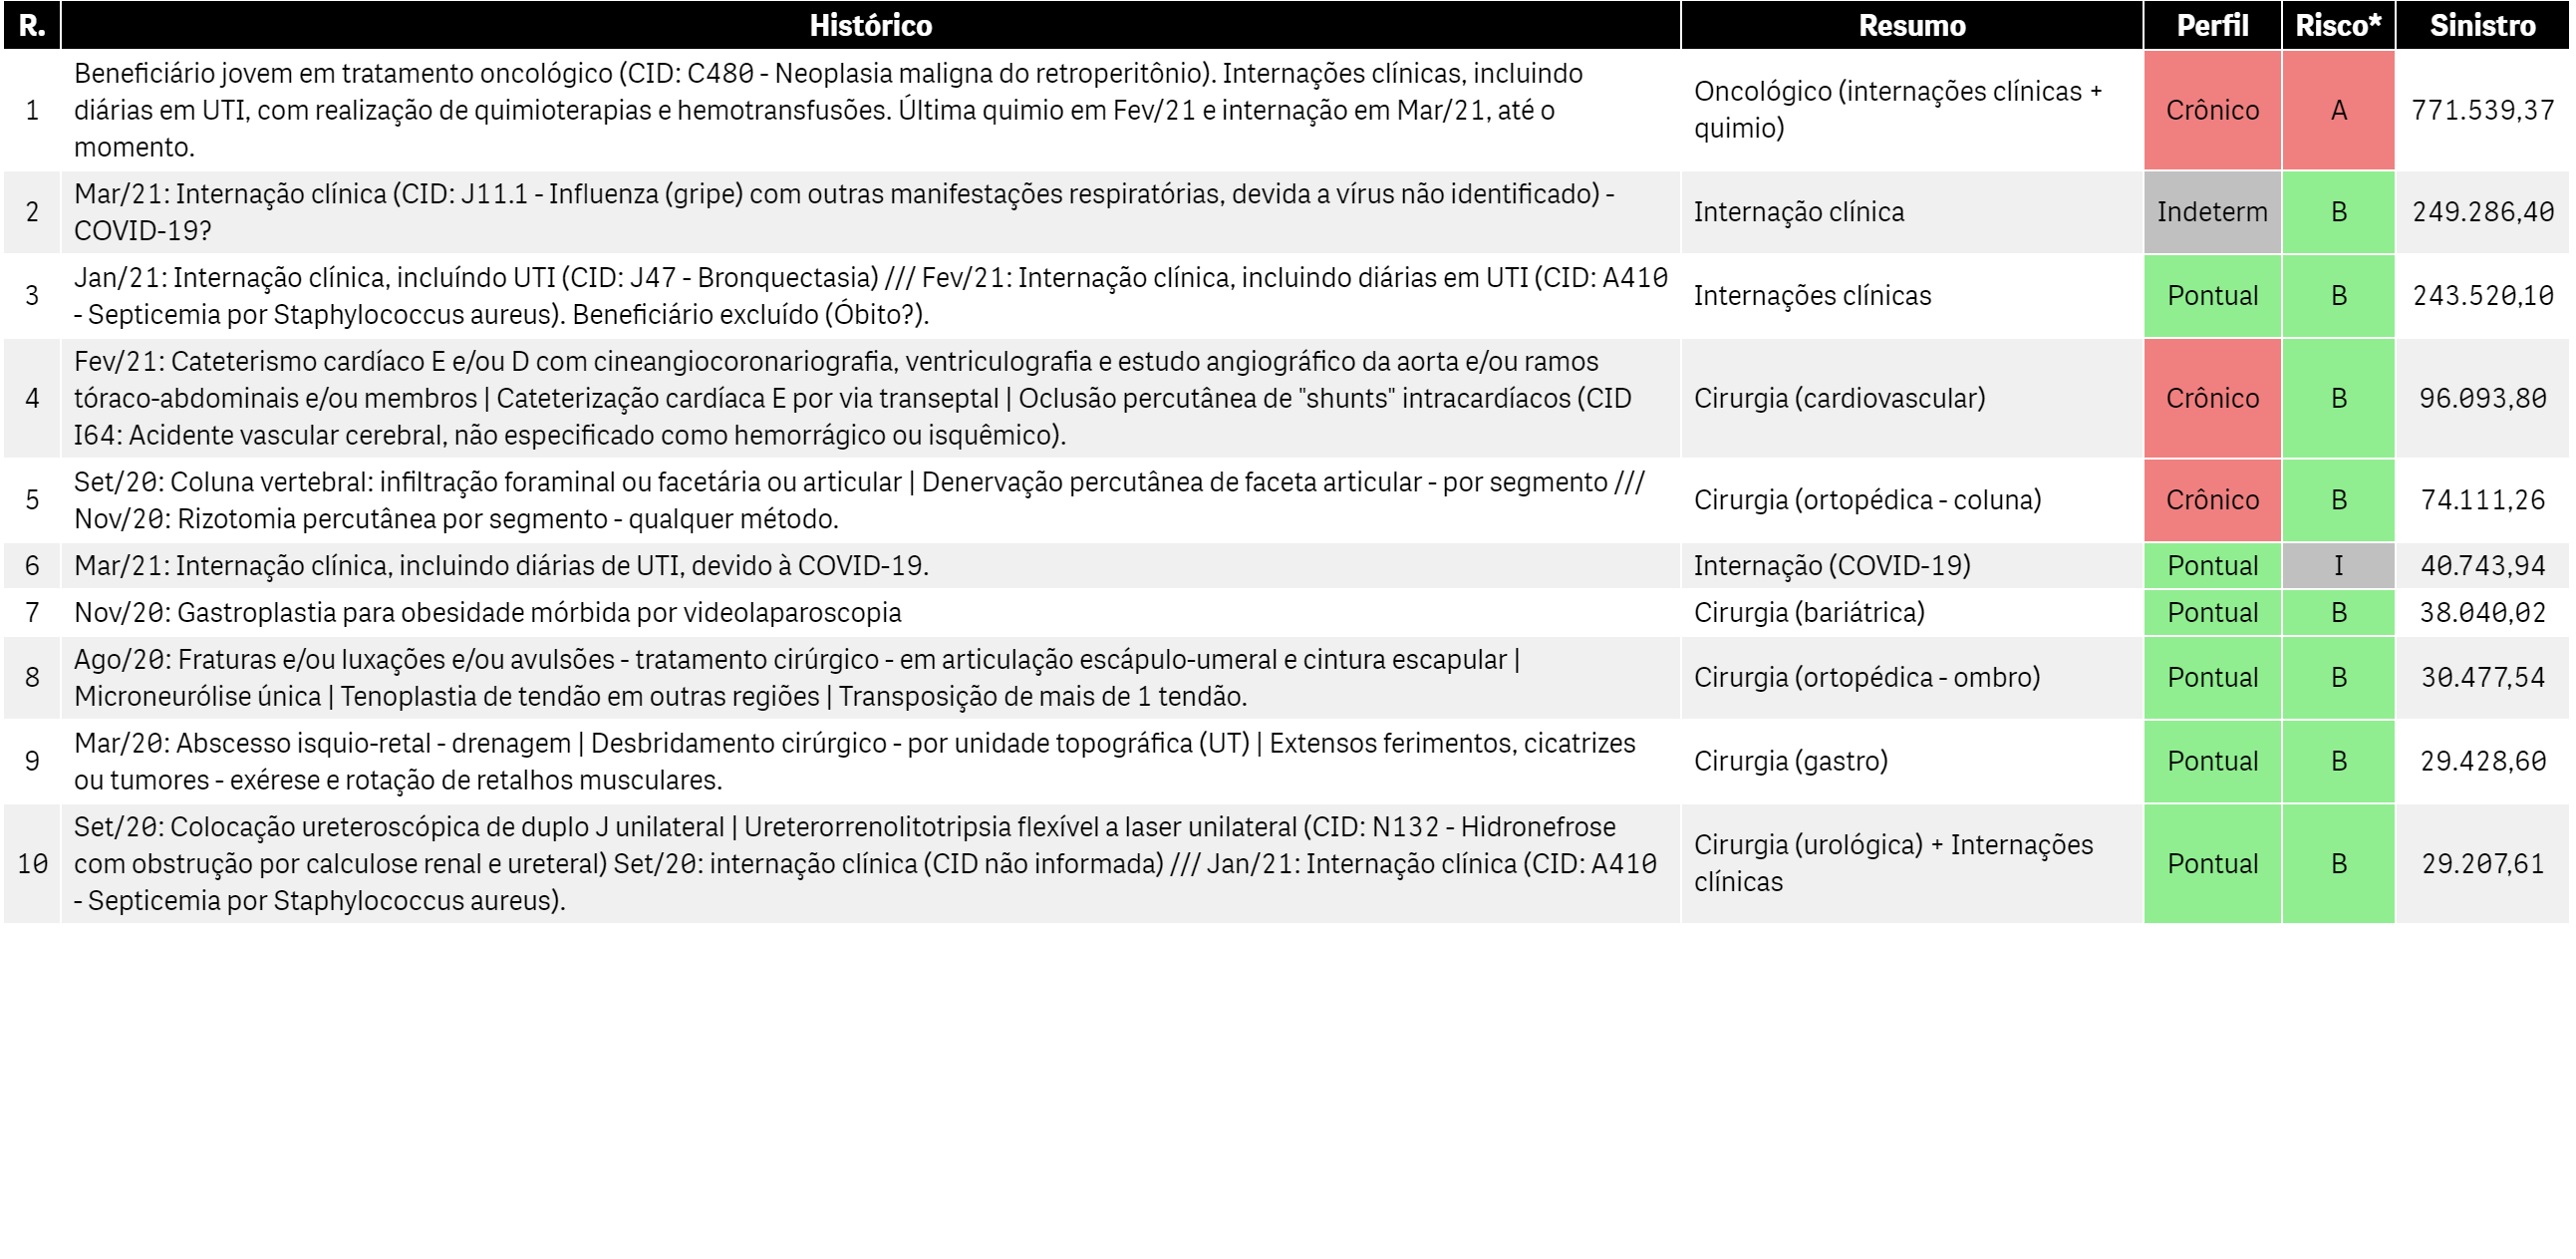 R. Histórico Resumo Perfil Risco* Sinistro
1 Beneficiário jovem em tratamento oncológico (CID: C480 - Neoplasia maligna do retroperitônio). Internações clínicas, incluindo
diárias em UTI, com realização de quimioterapias e hemotransfusões. Última quimio em Fev/21 e internação em Mar/21, até o
momento.
Oncológico (internações clínicas +
quimio)
Crônico A 771.539,37
2 Mar/21: Internação clínica (CID: J11.1 - Influenza (gripe) com outras manifestações respiratórias, devida a vírus não identificado) -
COVID-19?
Internação clínica Indeterm B 249.286,40
3 Jan/21: Internação clínica, incluíndo UTI (CID: J47 - Bronquectasia) /// Fev/21: Internação clínica, incluindo diárias em UTI (CID: A410
- Septicemia por Staphylococcus aureus). Beneficiário excluído (Óbito?).
Internações clínicas Pontual B 243.520,10
4 Fev/21: Cateterismo cardíaco E e/ou D com cineangiocoronariografia, ventriculografia e estudo angiográfico da aorta e/ou ramos
tóraco-abdominais e/ou membros | Cateterização cardíaca E por via transeptal | Oclusão percutânea de "shunts" intracardíacos (CID
I64: Acidente vascular cerebral, não especificado como hemorrágico ou isquêmico).
Cirurgia (cardiovascular) Crônico B 96.093,80
5 Set/20: Coluna vertebral: infiltração foraminal ou facetária ou articular | Denervação percutânea de faceta articular - por segmento ///
Nov/20: Rizotomia percutânea por segmento - qualquer método.
Cirurgia (ortopédica - coluna) Crônico B 74.111,26
6 Mar/21: Internação clínica, incluindo diárias de UTI, devido à COVID-19. Internação (COVID-19) Pontual I 40.743,94
7 Nov/20: Gastroplastia para obesidade mórbida por videolaparoscopia Cirurgia (bariátrica) Pontual B 38.040,02
8 Ago/20: Fraturas e/ou luxações e/ou avulsões - tratamento cirúrgico - em articulação escápulo-umeral e cintura escapular |
Microneurólise única | Tenoplastia de tendão em outras regiões | Transposição de mais de 1 tendão.
Cirurgia (ortopédica - ombro) Pontual B 30.477,54
9 Mar/20: Abscesso isquio-retal - drenagem | Desbridamento cirúrgico - por unidade topográfica (UT) | Extensos ferimentos, cicatrizes
ou tumores - exérese e rotação de retalhos musculares.
Cirurgia (gastro) Pontual B 29.428,60
10 Set/20: Colocação ureteroscópica de duplo J unilateral | Ureterorrenolitotripsia flexível a laser unilateral (CID: N132 - Hidronefrose
com obstrução por calculose renal e ureteral) Set/20: internação clínica (CID não informada) /// Jan/21: Internação clínica (CID: A410
- Septicemia por Staphylococcus aureus).
Cirurgia (urológica) + Internações
clínicas
Pontual B 29.207,61